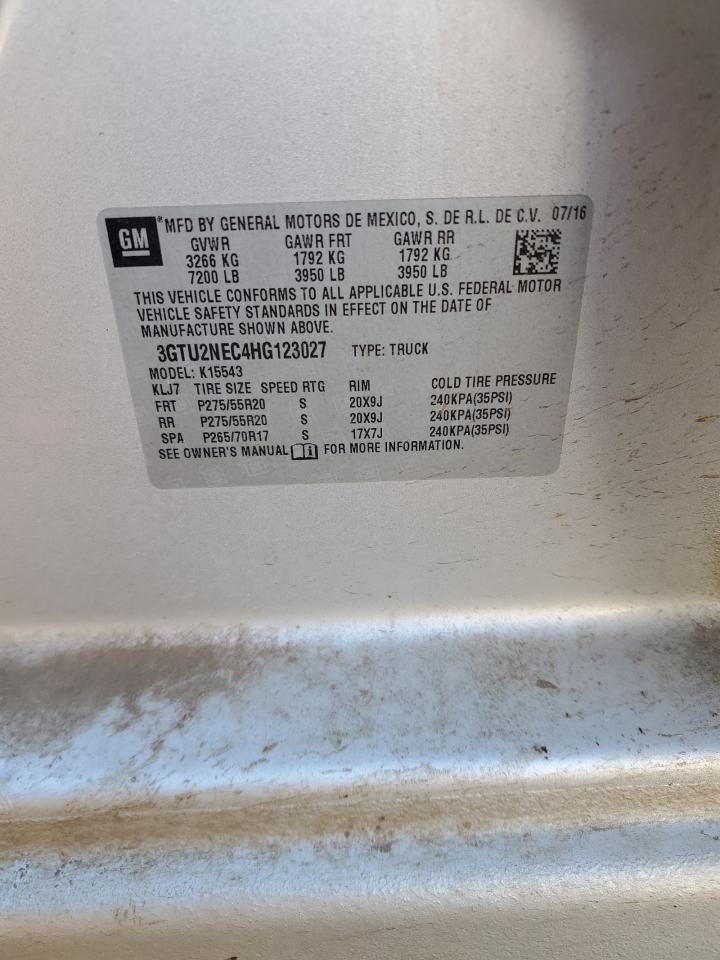 GM *MFD BY GENERAL MOTORS DE MEXICO, S. DE R.L. DE C.V. 07/16
GVWR GAWR FRT GAWR RR
3266 KG 1792 KG 1792 KG
7200 LB 3950 LB 3950 LB
THIS VEHICLE CONFORMS TO ALL APPLICABLE U.S. FEDERAL MOTOR
VEHICLE SAFETY STANDARDS IN EFFECT ON THE DATE OF
MANUFACTURE SHOWN ABOVE.
3GTU2NEC4HG123027 TYPE: TRUCK
MODEL: K15543
KLJ7 TIRE SIZE SPEED RTG RIM COLD TIRE PRESSURE
FRT P275/55R20 S 20X9J 240KPA(35PSI)
RR P275/55R20 S 20X9J 240KPA(35PSI)
SPA P265/70R17 S 17X7J 240KPA(35PSI)
SEE OWNER'S MANUAL i FOR MORE INFORMATION.